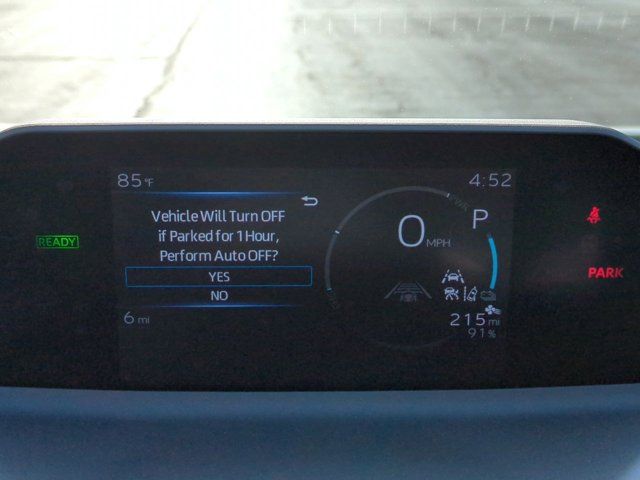 85°F
4:52
Vehicle Will Turn OFF
if Parked for 1 Hour,
Perform Auto OFF?
YES
NO
READY
0 MPH
P
PARK
6 mi
215 mi
91%